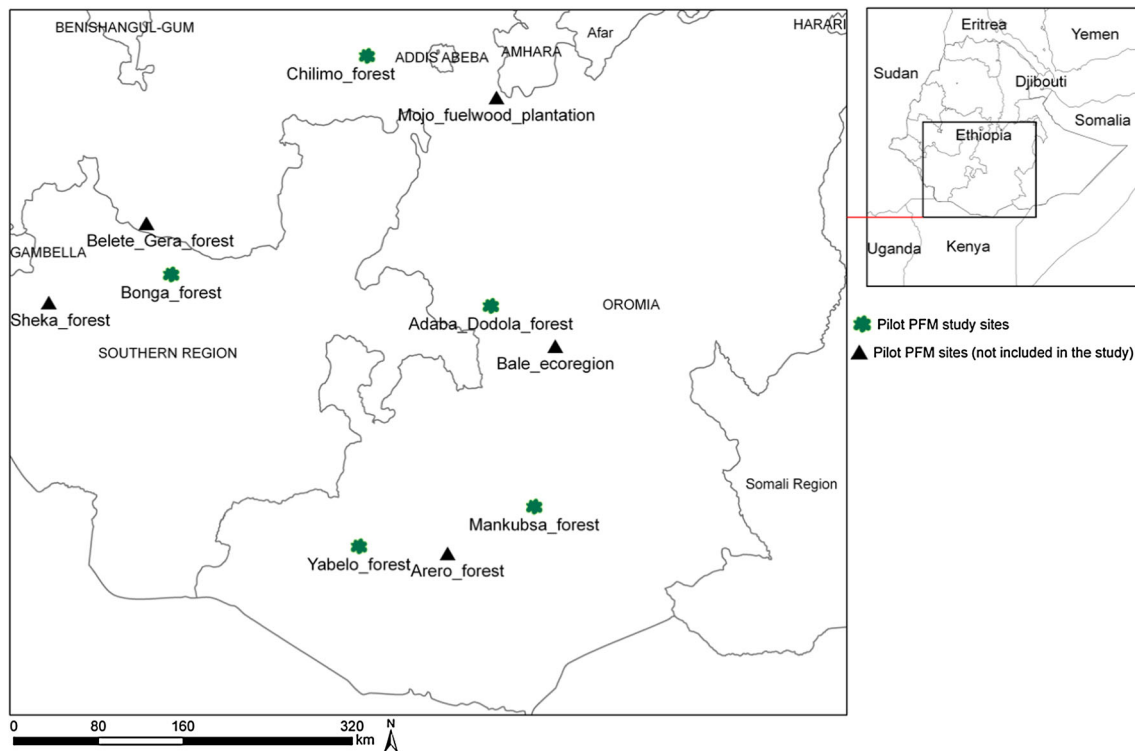 BENISHANGUL-GUM
HARARI
Afar
AMHARA
ADDIS ABEBA
Chilimo_forest
Mojo_fuelwood_plantation
Belete_Gera_forest
GAMBELLA
Bonga_forest
Sheka_forest
OROMIA
Adaba_Dodola_forest
SOUTHERN REGION
Bale_ecoregion
Somali Region
Mankubsa_forest
Yabelo_forest
Arero_forest
0 80 160 320
km
N
Eritrea
Yemen
Sudan
Djibouti
Somalia
Ethiopia
Uganda
Kenya
Pilot PFM study sites
Pilot PFM sites (not included in the study)